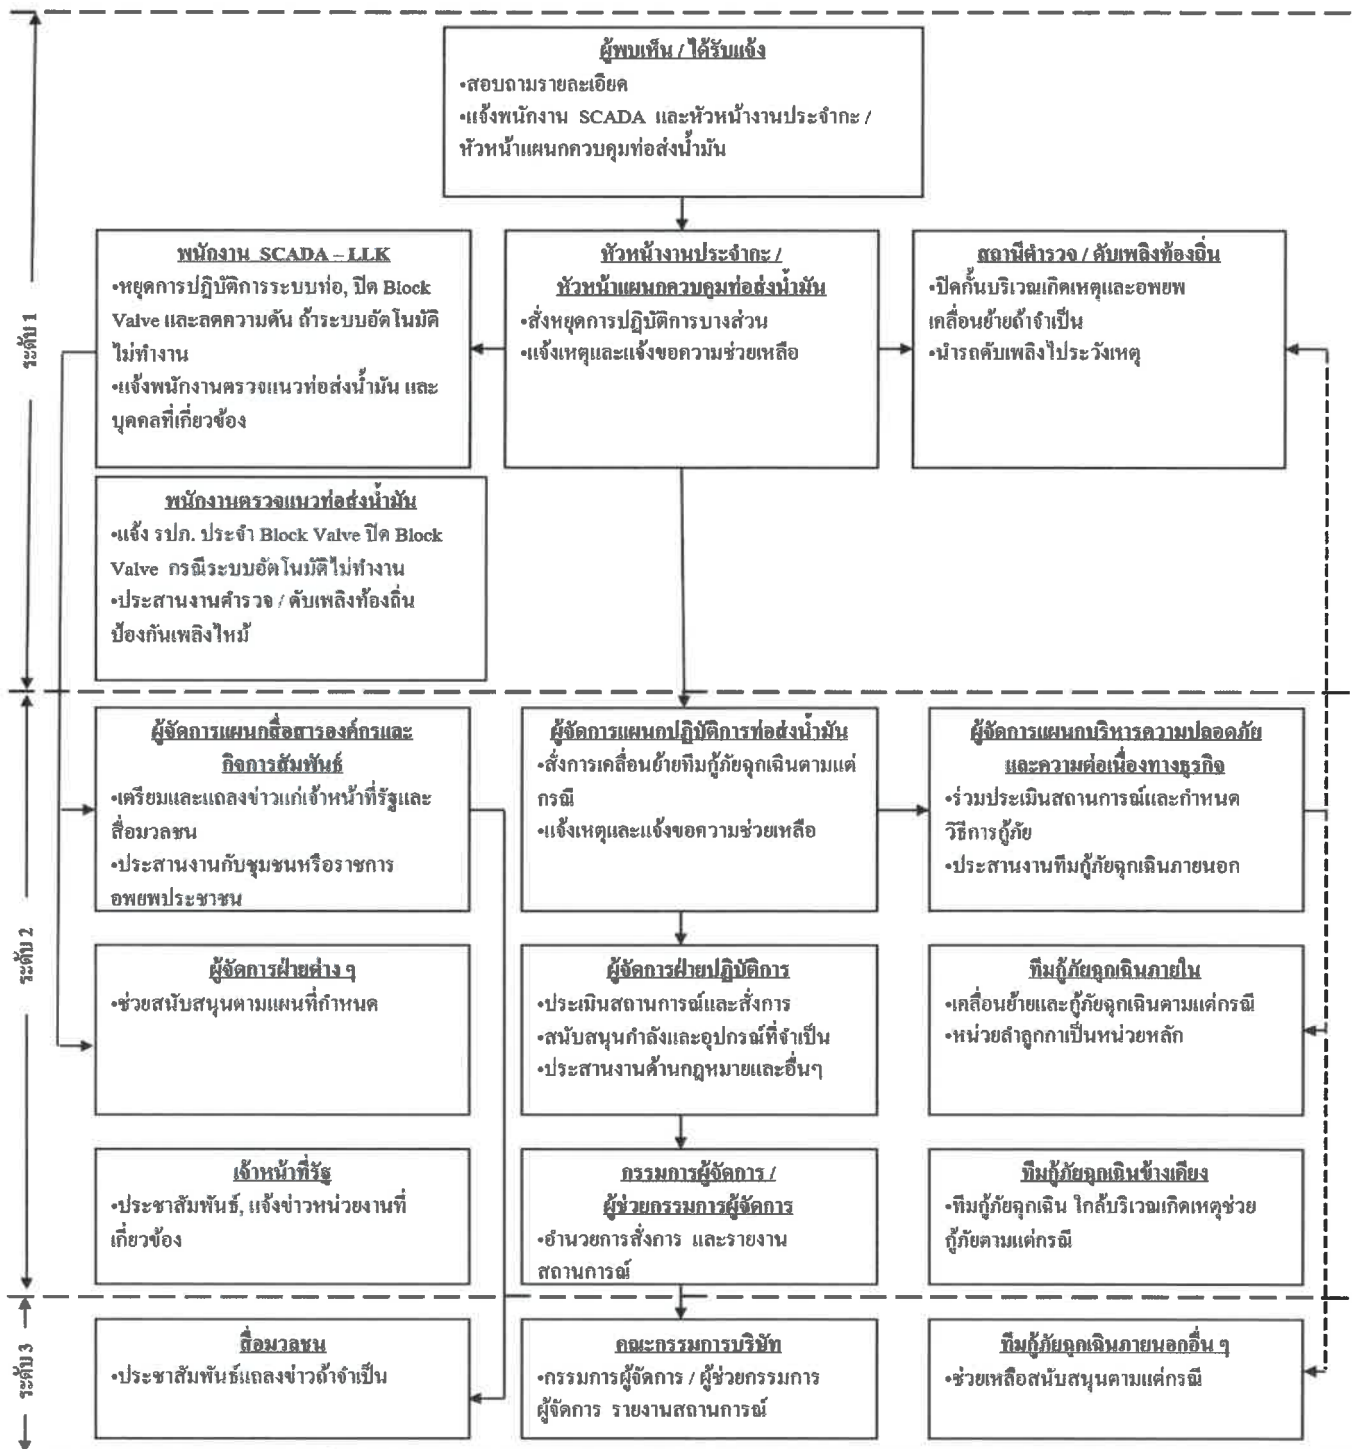 ผู้พบเห็น / ได้รับแจ้ง
•สอบถามรายละเอียด
•แจ้งพนักงาน SCADA และหัวหน้างานประจำกะ /
หัวหน้าแผนกควบคุมท่อส่งน้ำมัน
ระดับ 1
พนักงาน SCADA – LLK
•หยุดการปฏิบัติการระบบท่อ, ปิด Block
Valve และลดความดัน ถ้าระบบอัตโนมัติ
ไม่ทำงาน
•แจ้งพนักงานตรวจแนวท่อส่งน้ำมัน และ
บุคคลที่เกี่ยวข้อง
หัวหน้างานประจำกะ /
หัวหน้าแผนกควบคุมท่อส่งน้ำมัน
•สั่งหยุดการปฏิบัติการบางส่วน
•แจ้งเหตุและแจ้งขอความช่วยเหลือ
สถานีตำรวจ / ดับเพลิงท้องถิ่น
•ปิดกั้นบริเวณเกิดเหตุและอพยพ
เคลื่อนย้ายถ้าจำเป็น
•นำรถดับเพลิงไประวังเหตุ
พนักงานตรวจแนวท่อส่งน้ำมัน
•แจ้ง รปภ. ประจำ Block Valve ปิด Block
Valve กรณีระบบอัตโนมัติไม่ทำงาน
•ประสานงานตำรวจ / ดับเพลิงท้องถิ่น
ป้องกันเพลิงไหม้
ระดับ 2
ผู้จัดการแผนกสื่อสารองค์กรและ
กิจการสัมพันธ์
•เตรียมและแถลงข่าวแก่เจ้าหน้าที่รัฐและ
สื่อมวลชน
•ประสานงานกับชุมชนหรือราชการ
อพยพประชาชน
ผู้จัดการแผนกปฏิบัติการท่อส่งน้ำมัน
•สั่งการเคลื่อนย้ายทีมกู้ภัยฉุกเฉินตามแต่
กรณี
•แจ้งเหตุและแจ้งขอความช่วยเหลือ
ผู้จัดการแผนกบริหารความปลอดภัย
และความต่อเนื่องทางธุรกิจ
•ร่วมประเมินสถานการณ์และกำหนด
วิธีการกู้ภัย
•ประสานงานทีมกู้ภัยฉุกเฉินภายนอก
ผู้จัดการฝ่ายต่าง ๆ
•ช่วยสนับสนุนตามแผนที่กำหนด
ผู้จัดการฝ่ายปฏิบัติการ
•ประเมินสถานการณ์และสั่งการ
•สนับสนุนกำลังและอุปกรณ์ที่จำเป็น
•ประสานงานด้านกฎหมายและอื่นๆ
ทีมกู้ภัยฉุกเฉินภายใน
•เคลื่อนย้ายและกู้ภัยฉุกเฉินตามแต่กรณี
•หน่วยลำลูกกาเป็นหน่วยหลัก
เจ้าหน้าที่รัฐ
•ประชาสัมพันธ์, แจ้งข่าวหน่วยงานที่
เกี่ยวข้อง
กรรมการผู้จัดการ /
ผู้ช่วยกรรมการผู้จัดการ
•อำนวยการสั่งการ และรายงาน
สถานการณ์
ทีมกู้ภัยฉุกเฉินข้างเคียง
•ทีมกู้ภัยฉุกเฉิน ใกล้บริเวณเกิดเหตุช่วย
กู้ภัยตามแต่กรณี
ระดับ 3
สื่อมวลชน
•ประชาสัมพันธ์แถลงข่าวถ้าจำเป็น
คณะกรรมการบริษัท
•กรรมการผู้จัดการ / ผู้ช่วยกรรมการ
ผู้จัดการ รายงานสถานการณ์
ทีมกู้ภัยฉุกเฉินภายนอกอื่น ๆ
•ช่วยเหลือสนับสนุนตามแต่กรณี